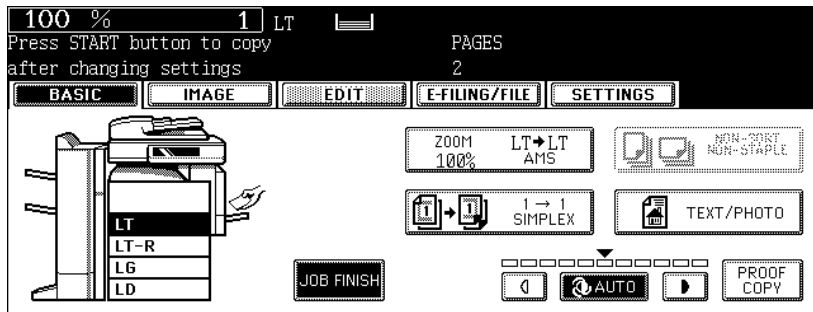 100 % 1 LT
Press START button to copy PAGES
after changing settings 2
BASIC IMAGE EDIT E-FILING/FILE SETTINGS
ZOOM LT→LT
100% AMS
NON-SORT
NON-STAPLE
1 → 1
1 → 1
SIMPLEX
TEXT/PHOTO
LT
LT-R
LG
LD
JOB FINISH
AUTO
PROOF
COPY